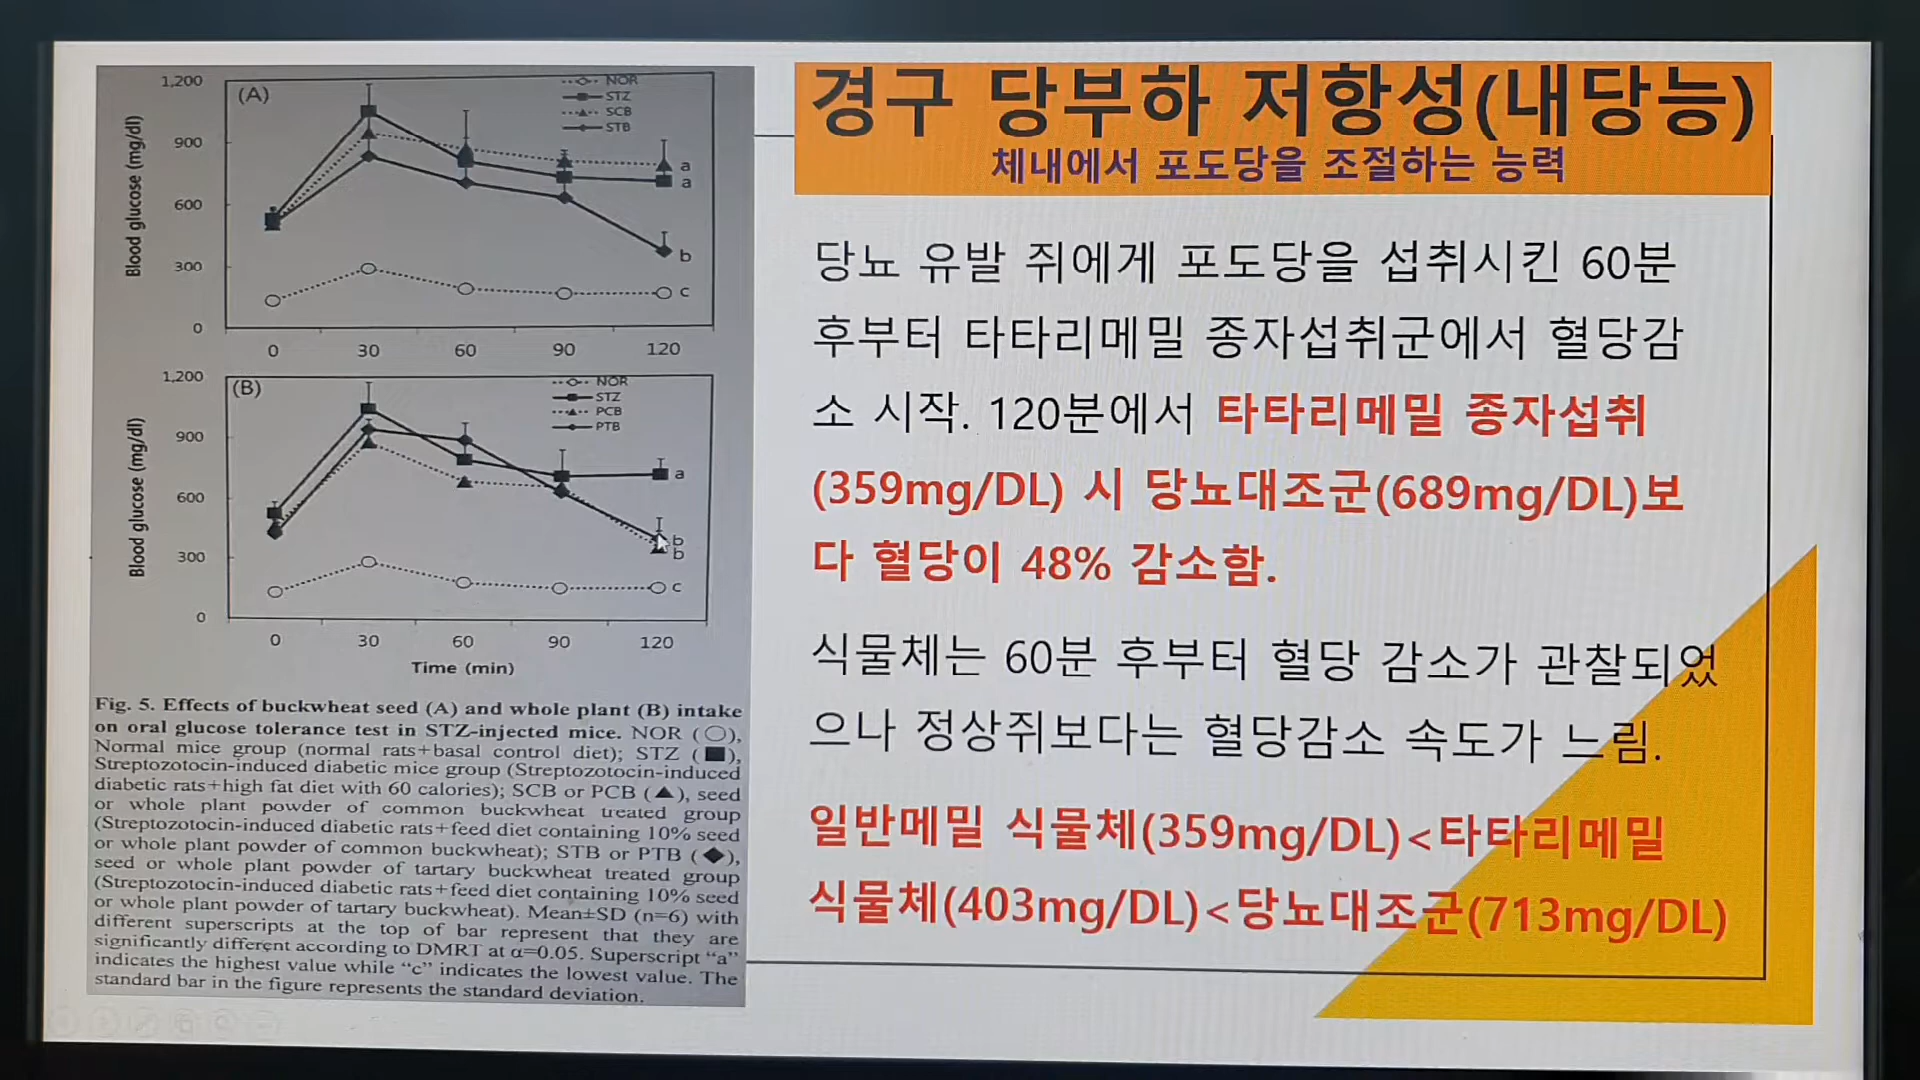 경구 당부하 저항성(내당능)
체내에서 포도당을 조절하는 능력
당뇨 유발 쥐에게 포도당을 섭취시킨 60분
후부터 타타리메밀 종자섭취군에서 혈당감
소 시작. 120분에서 타타리메밀 종자섭취
(359mg/DL) 시 당뇨대조군(689mg/DL)보
다 혈당이 48% 감소함.
식물체는 60분 후부터 혈당 감소가 관찰되었
으나 정상쥐보다는 혈당감소 속도가 느림.
일반메밀 식물체(359mg/DL)<타타리메밀
식물체(403mg/DL)<당뇨대조군(713mg/DL)
(A)
Blood glucose (mg/dl)
1,200
900
600
300
0
NOR
STZ
SCB
STB
a
a
b
c
0 30 60 90 120
(B)
Blood glucose (mg/dl)
1,200
900
600
300
0
NOR
STZ
PCB
PTB
a
b
b
c
0 30 60 90 120
Time (min)
Fig. 5. Effects of buckwheat seed (A) and whole plant (B) intake
on oral glucose tolerance test in STZ-injected mice. NOR (○),
Normal mice group (normal rats+basal control diet); STZ (■),
Streptozotocin-induced diabetic mice group (Streptozotocin-induced
diabetic rats+high fat diet with 60 calories); SCB or PCB (▲), seed
or whole plant powder of common buckwheat treated group
(Streptozotocin-induced diabetic rats+feed diet containing 10% seed
or whole plant powder of common buckwheat); STB or PTB (◆),
seed or whole plant powder of tartary buckwheat treated group
(Streptozotocin-induced diabetic rats+feed diet containing 10% seed
or whole plant powder of tartary buckwheat). Mean±SD (n=6) with
different superscripts at the top of bar represent that they are
significantly different according to DMRT at α=0.05. Superscript “a”
indicates the highest value while “c” indicates the lowest value. The
standard bar in the figure represents the standard deviation.